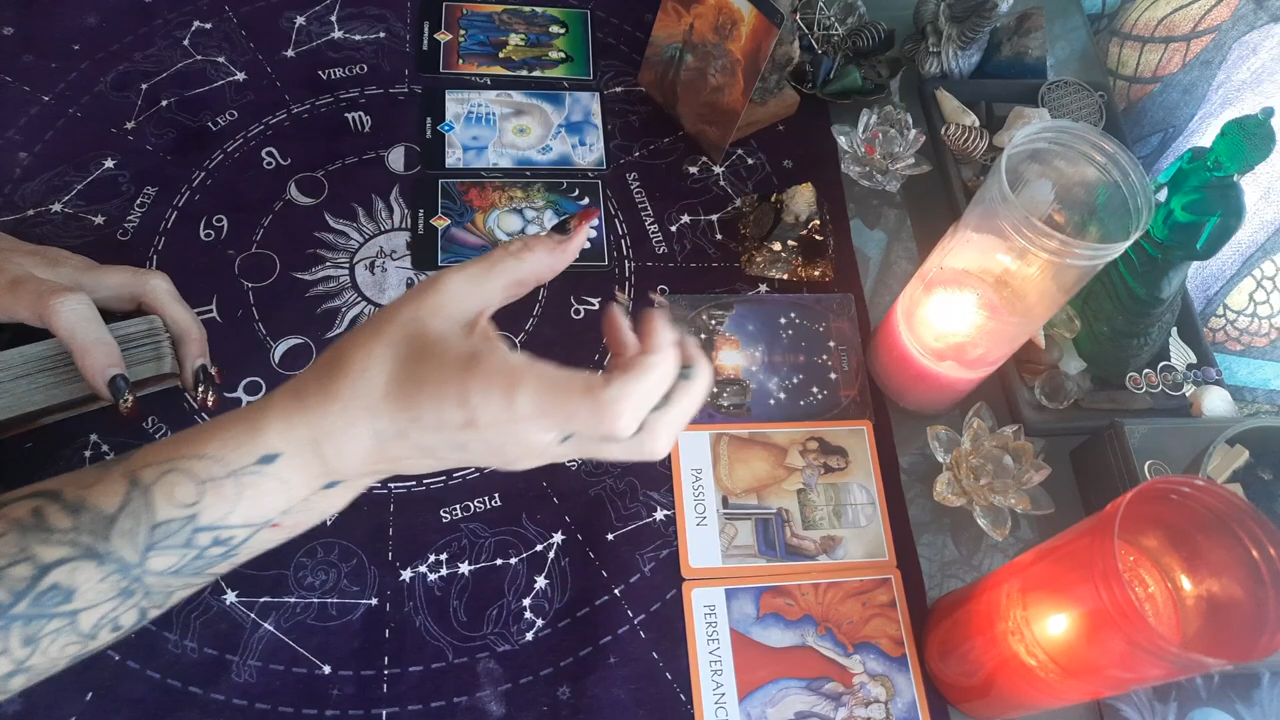 VIRGO
LEO
CANCER
COMPROMISE
HEALING
PATIENCE
SAGITTARIUS
PISCES
PASSION
PERSEVERANC